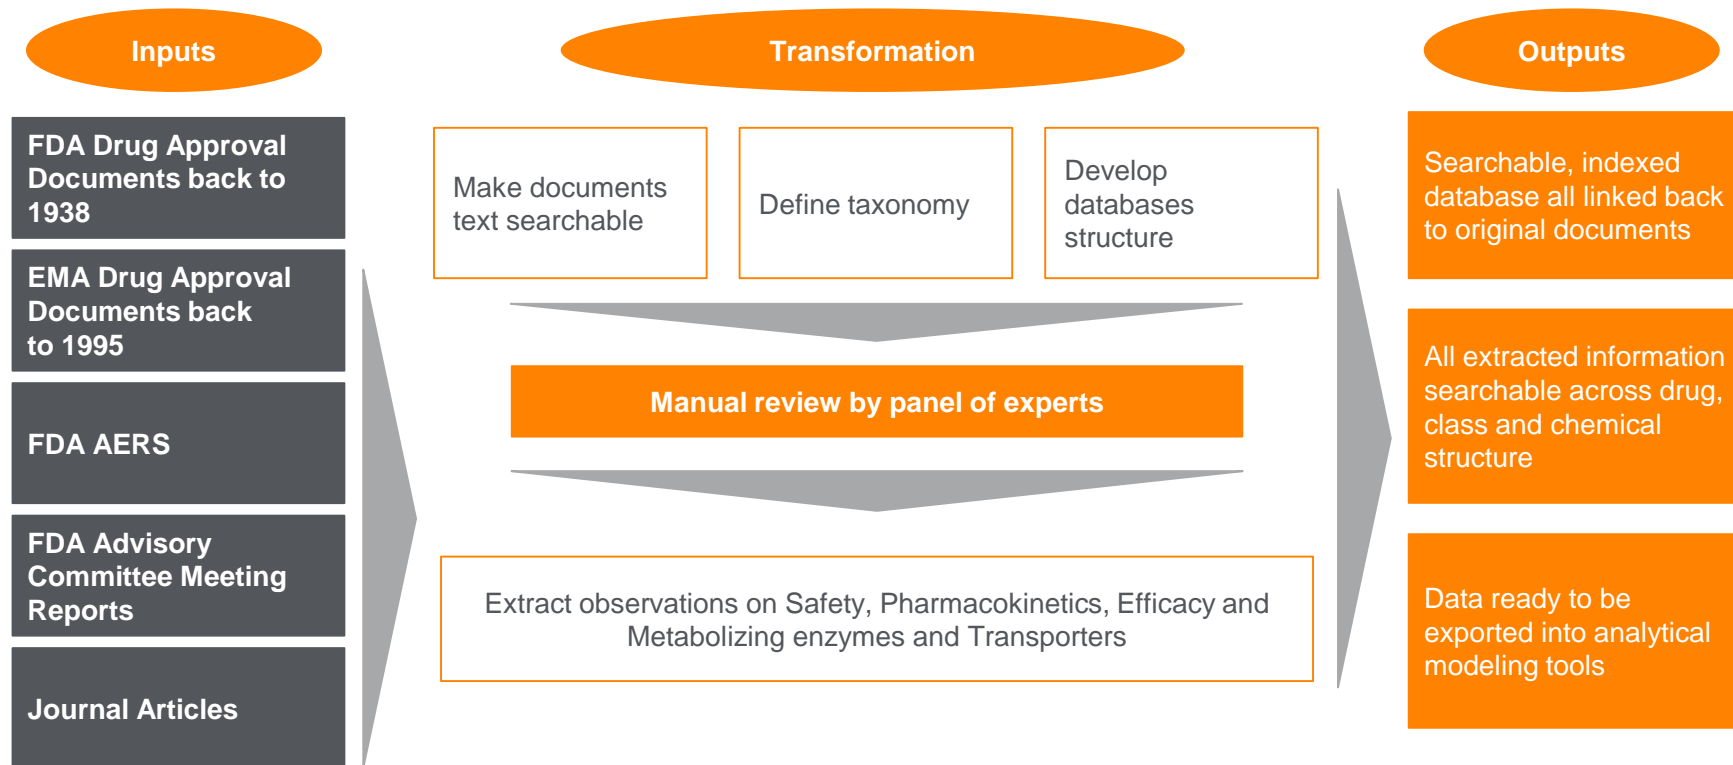 Inputs
Transformation
Outputs
FDA Drug Approval
Documents back to
1938
EMA Drug Approval
Documents back
to 1995
FDA AERS
FDA Advisory
Committee Meeting
Reports
Journal Articles
Make documents
text searchable
Define taxonomy
Develop
databases
structure
Manual review by panel of experts
Extract observations on Safety, Pharmacokinetics, Efficacy and
Metabolizing enzymes and Transporters
Searchable, indexed
database all linked back
to original documents
All extracted information
searchable across drug,
class and chemical
structure
Data ready to be
exported into analytical
modeling tools